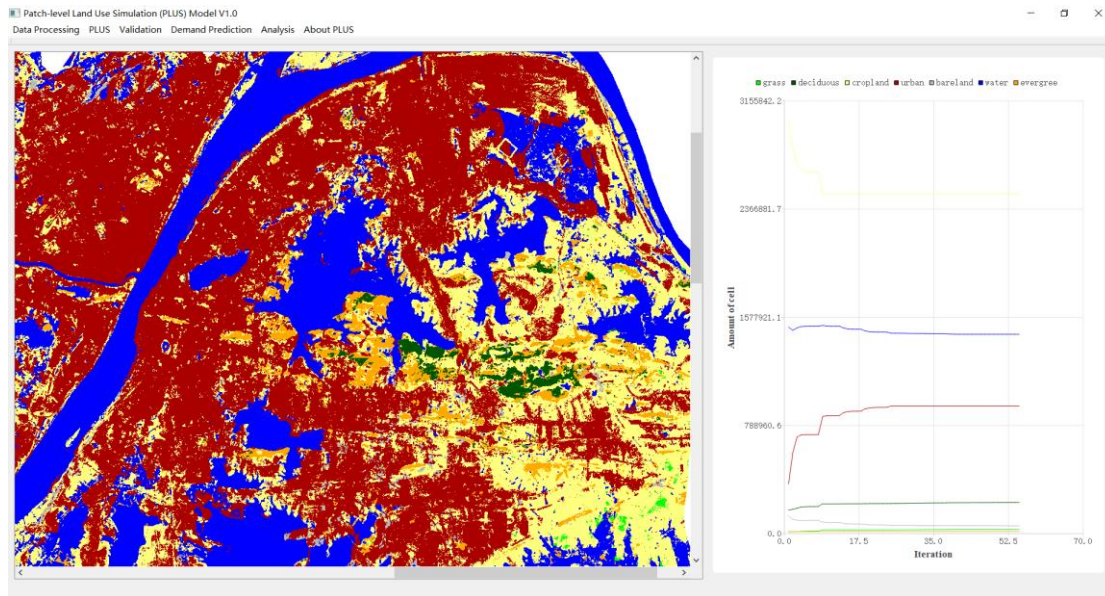 Patch-level Land Use Simulation (PLUS) Model V1.0
Data Processing PLUS Validation Demand Prediction Analysis About PLUS
grass deciduous cropland urban bareland water evergree
3155842.2
2366881.7
1577921.1
788960.6
0.0
Amount of cell
0.0 17.5 35.0 52.5 70.0
Iteration